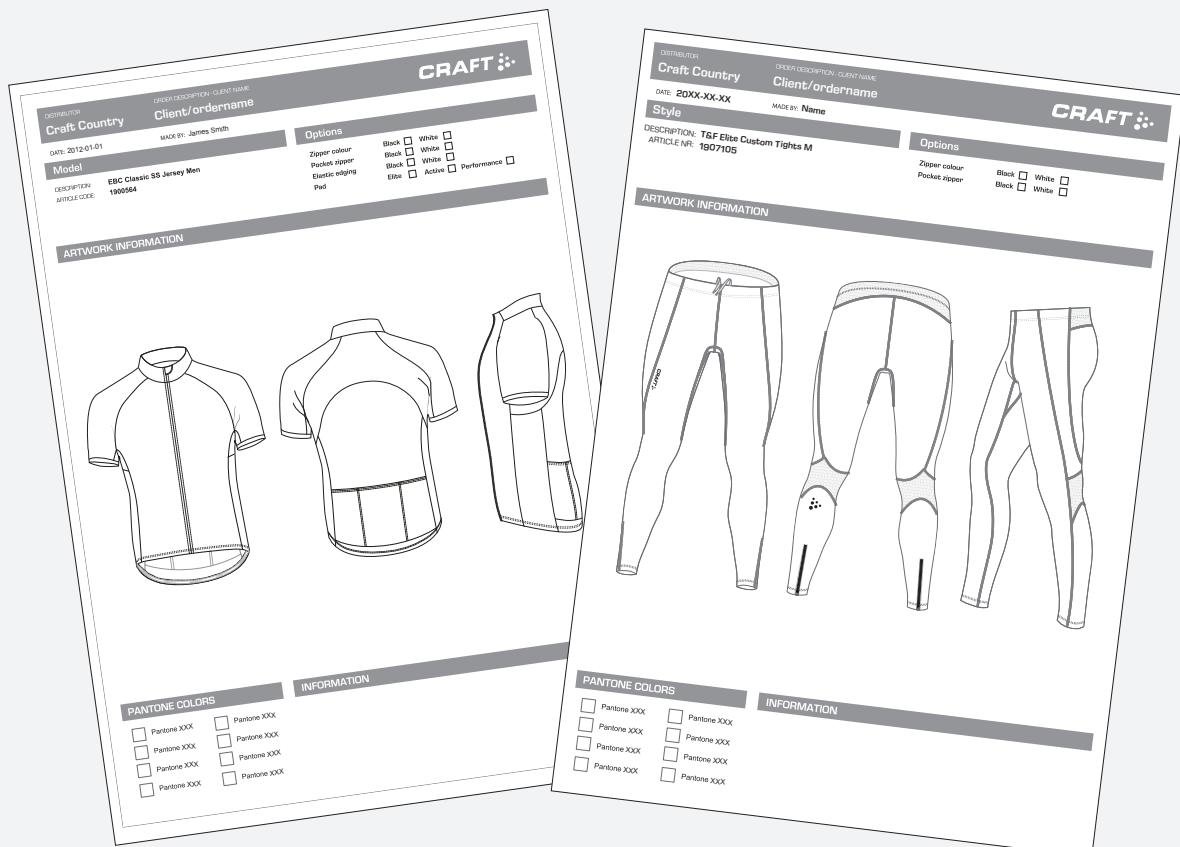 DISTRIBUTOR
ORDER DESCRIPTION - CLIENT NAME
CRAFT
Craft Country
Client/ordername
DATE: 2012-01-01
MADE BY: James Smith
Model
DESCRIPTION: EBC Classic SS Jersey Men
ARTICLE CODE: 1900564
Options
Zipper colour Black White
Pocket zipper Black White
Elastic edging Black White
Pad Elite Active Performance
ARTWORK INFORMATION
PANTONE COLORS
Pantone XXX Pantone XXX
Pantone XXX Pantone XXX
Pantone XXX Pantone XXX
Pantone XXX Pantone XXX
INFORMATION
DISTRIBUTOR
ORDER DESCRIPTION - CLIENT NAME
Craft Country
Client/ordername
CRAFT
DATE: 20XX-XX-XX
MADE BY: Name
Style
DESCRIPTION: T&F Elite Custom Tights M
ARTICLE NR: 1907105
Options
Zipper colour Black White
Pocket zipper Black White
ARTWORK INFORMATION
CRAFT
PANTONE COLORS
Pantone XXX Pantone XXX
Pantone XXX Pantone XXX
Pantone XXX Pantone XXX
Pantone XXX Pantone XXX
INFORMATION